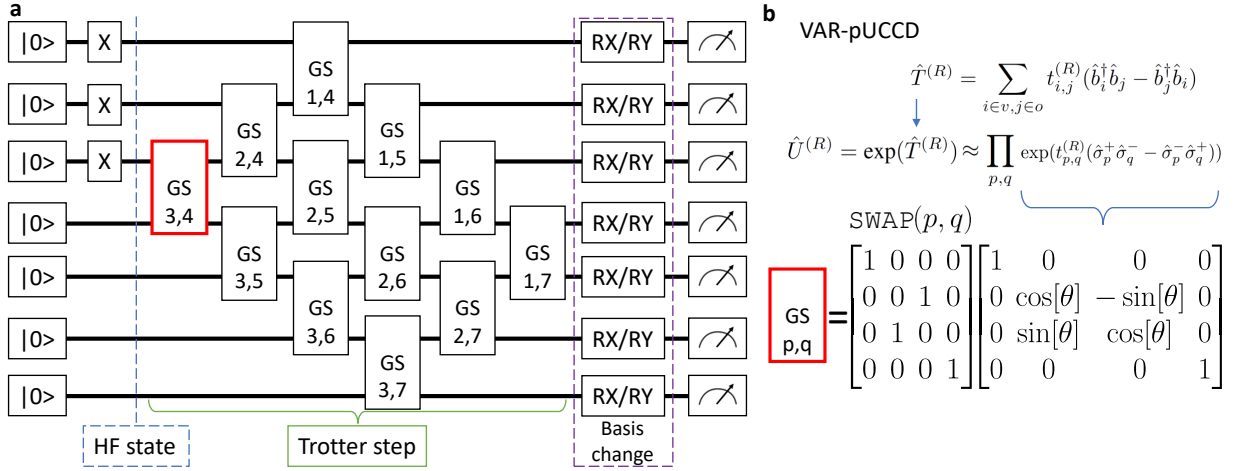 a
|0> X GS 1,4 RX/RY
|0> X GS 2,4 GS 1,5 RX/RY
|0> X GS 3,4 GS 2,5 GS 1,6 RX/RY
|0> GS 3,5 GS 2,6 GS 1,7 RX/RY
|0> GS 3,6 GS 2,7 RX/RY
|0> GS 3,7 RX/RY
|0> RX/RY
HF state
Trotter step
Basis
change
b
VAR-pUCCD
T̂^{(R)} = ∑_{i∈v,j∈o} t_{i,j}^{(R)} (b̂_i^† b̂_j − b̂_j^† b̂_i)
Û^{(R)} = exp(T̂^{(R)}) ≈ ∏_{p,q} exp(t_{p,q}^{(R)} (σ̂_p^+ σ̂_q^− − σ̂_p^− σ̂_q^+))
SWAP(p, q)
GS
p,q
=
[1 0 0 0] [1 0 0 0]
[0 0 1 0] [0 cos[θ] − sin[θ] 0]
[0 1 0 0] [0 sin[θ] cos[θ] 0]
[0 0 0 1] [0 0 0 1]